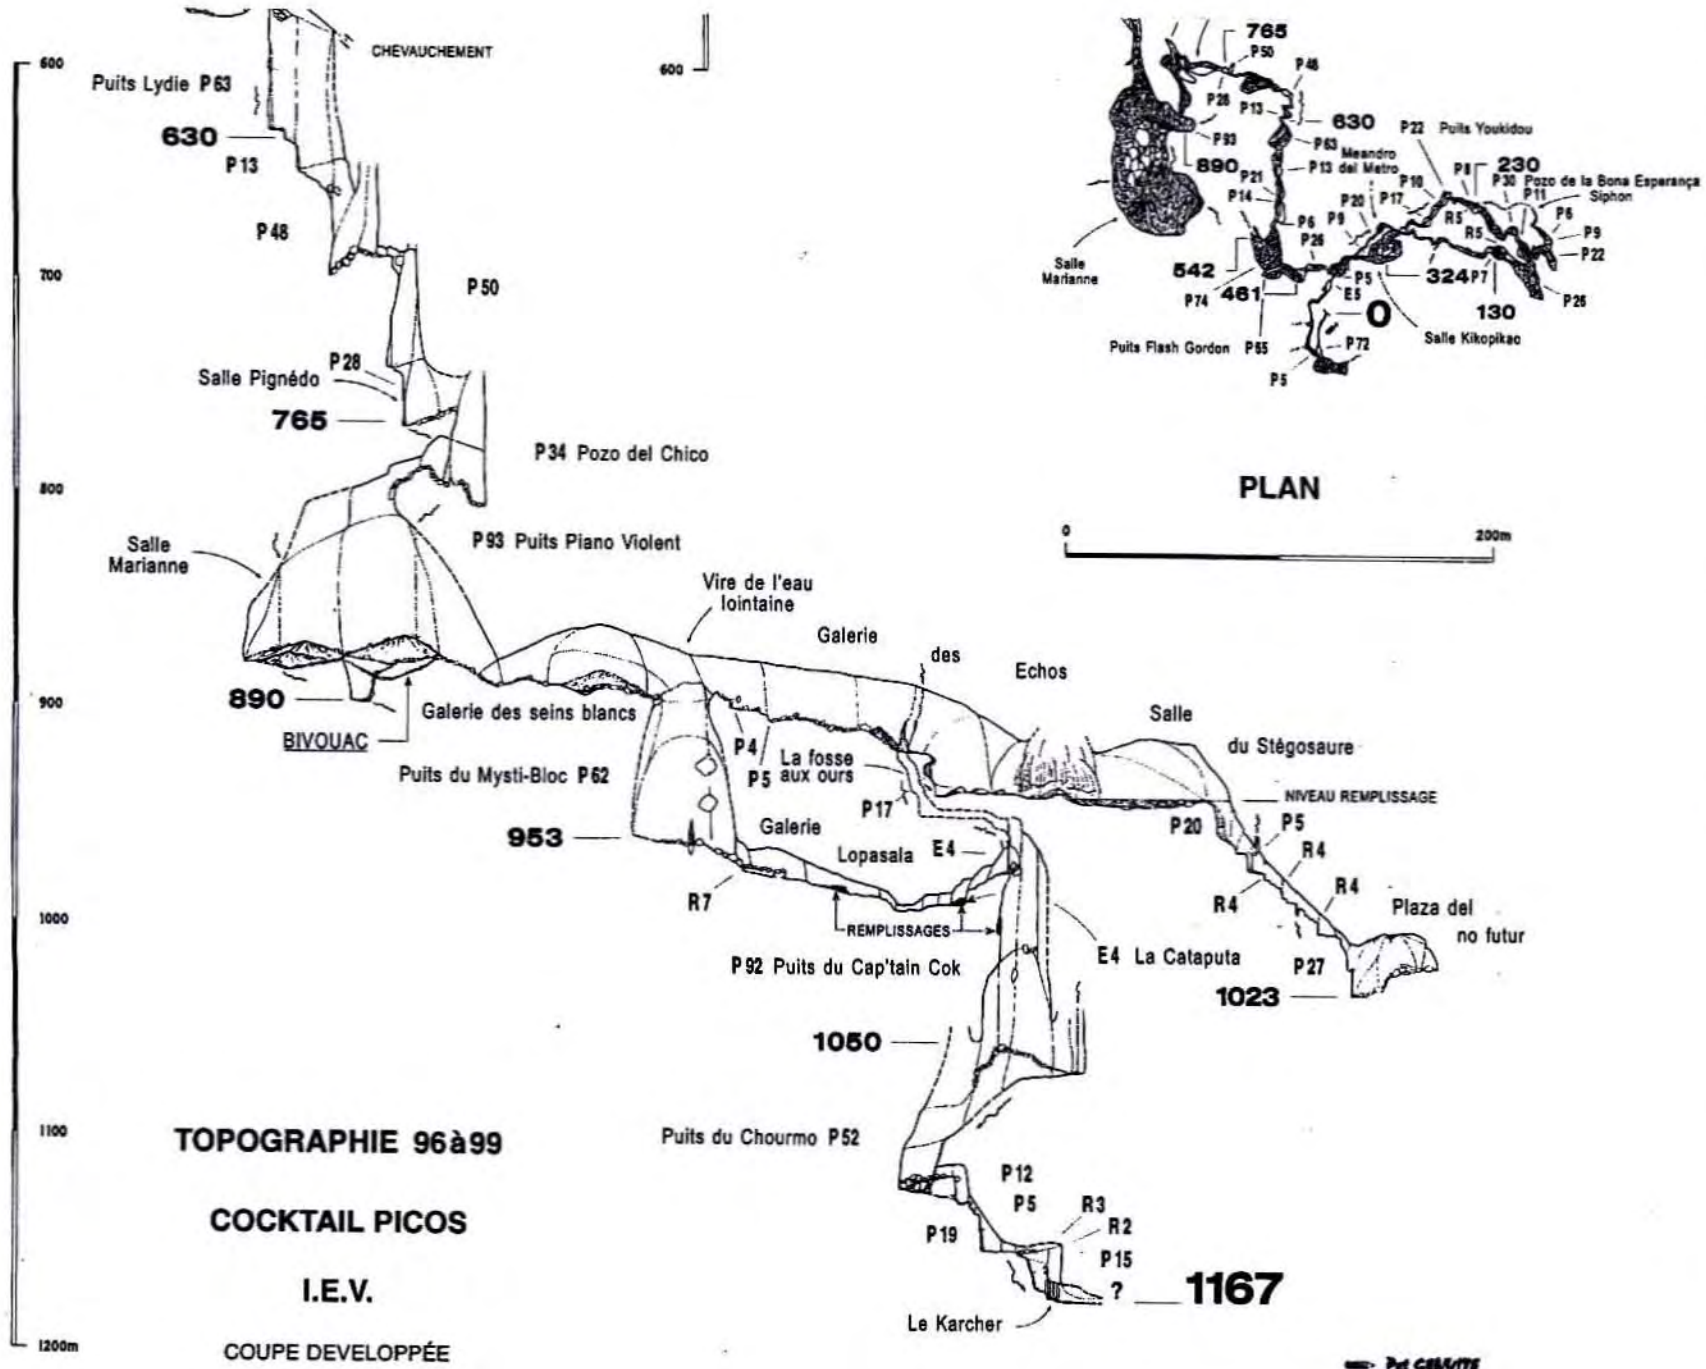 CHEVAUCHEMENT
600
Puits Lydie P63
630
P13
P48
700
P50
P28
Salle Pignédo
765
P34 Pozo del Chico
800
P93 Puits Piano Violent
Salle
Marianne
Vire de l'eau
lointaine
Galerie
des
Echos
890
900
BIVOUAC
Galerie des seins blancs
Puits du Mysti-Bloc P62
P4
P5
La fosse
aux ours
P17
Salle
du Stégosaure
NIVEAU REMPLISSAGE
P20
P5
R4
R4
R4
953
Galerie
Lopasala
E4
R7
REMPLISSAGES
1000
P92 Puits du Cap'tain Cok
E4 La Cataputa
P27
Plaza del
no futur
1023
1050
1100
Puits du Chourmo P52
P12
P5
P19
R3
R2
P15
?
1167
Le Karcher
1200m
TOPOGRAPHIE 96à99
COCKTAIL PICOS
I.E.V.
COUPE DEVELOPPÉE
600
765
P50
P48
P28
P13
630
P93
P63
890
P21
P13
Meandro
del Metro
P14
P6
P26
P9
P20
P17
P10
P22 Puits Youkidou
P8
230
R5
P30 Pozo de la Bona Esperança
P11
Siphon
P6
R5
P9
P22
Salle
Marianne
542
P74
461
P5
E5
324
P7
130
P26
0
Salle Kikopikao
Puits Flash Gordon P55
P72
P5
PLAN
0
200m